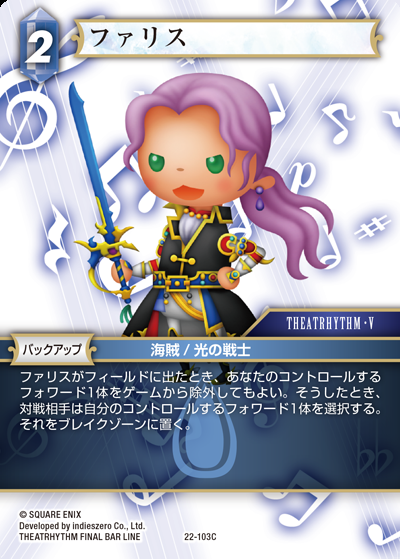 2
ファリス
p
THEATRHYTHM・V
バックアップ
海賊 / 光の戦士
ファリスがフィールドに出たとき、あなたのコントロールする
フォワード1体をゲームから除外してもよい。そうしたとき、
対戦相手は自分のコントロールするフォワード1体を選択する。
それをブレイクゾーンに置く。
© SQUARE ENIX
Developed by indieszero Co., Ltd.
THEATRHYTHM FINAL BAR LINE
22-103C